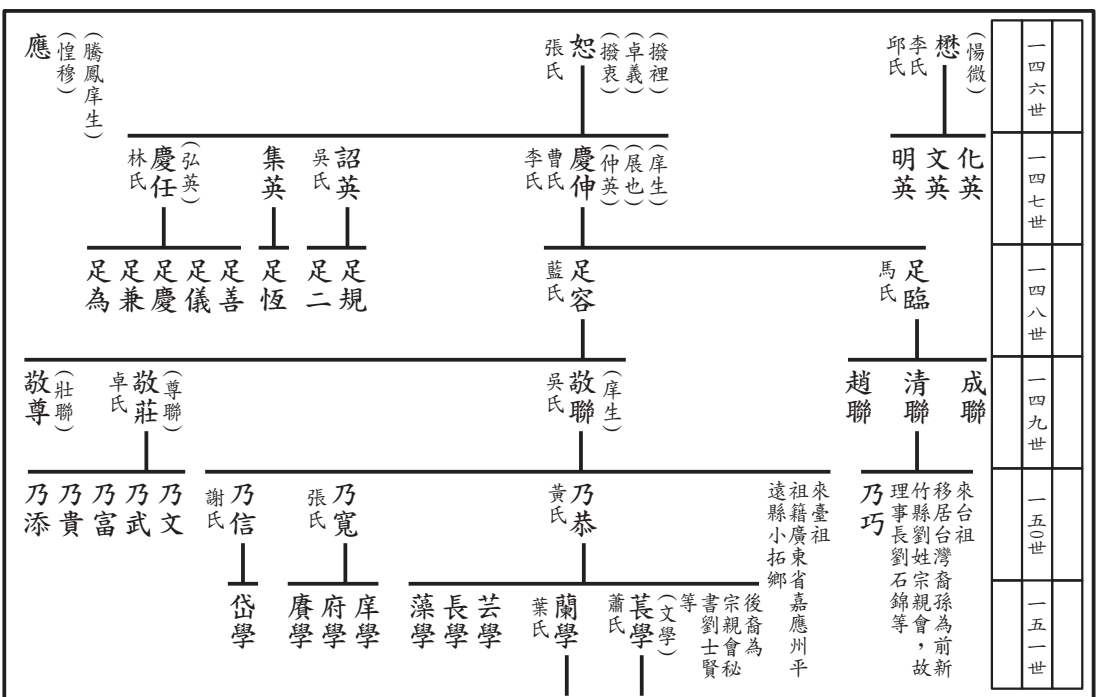 一四六世
(惕微)
懋
李氏
邱氏
(撥裡)
(卓義)
(撥衷)
恕
張氏
(騰鳳庠生)
(惶穆)
應
一四七世
化英
文英
明英
(庠生)
(展也)
(仲英)
慶伸
曹氏
李氏
詔英
吳氏
集英
(弘英)
慶任
林氏
一四八世
足臨
馬氏
足容
藍氏
足規
足二
足恆
足善
足儀
足慶
足兼
足為
一四九世
成聯
清聯
趙聯
(庠生)
敬聯
吳氏
(尊聯)
敬莊
卓氏
(壯聯)
敬尊
一五○世
來台祖
移居台灣裔孫為前新
竹縣劉姓宗親會，故
理事長劉石錦等
乃巧
來臺祖
祖籍廣東省嘉應州平
遠縣小拓鄉
乃恭
黃氏
乃寬
張氏
乃信
謝氏
乃文
乃武
乃富
乃貴
乃添
一五一世
後裔為
宗親會秘
書劉士賢
等
(文學)
萇學
蕭氏
蘭學
葉氏
芸學
長學
藻學
庠學
府學
賡學
岱學